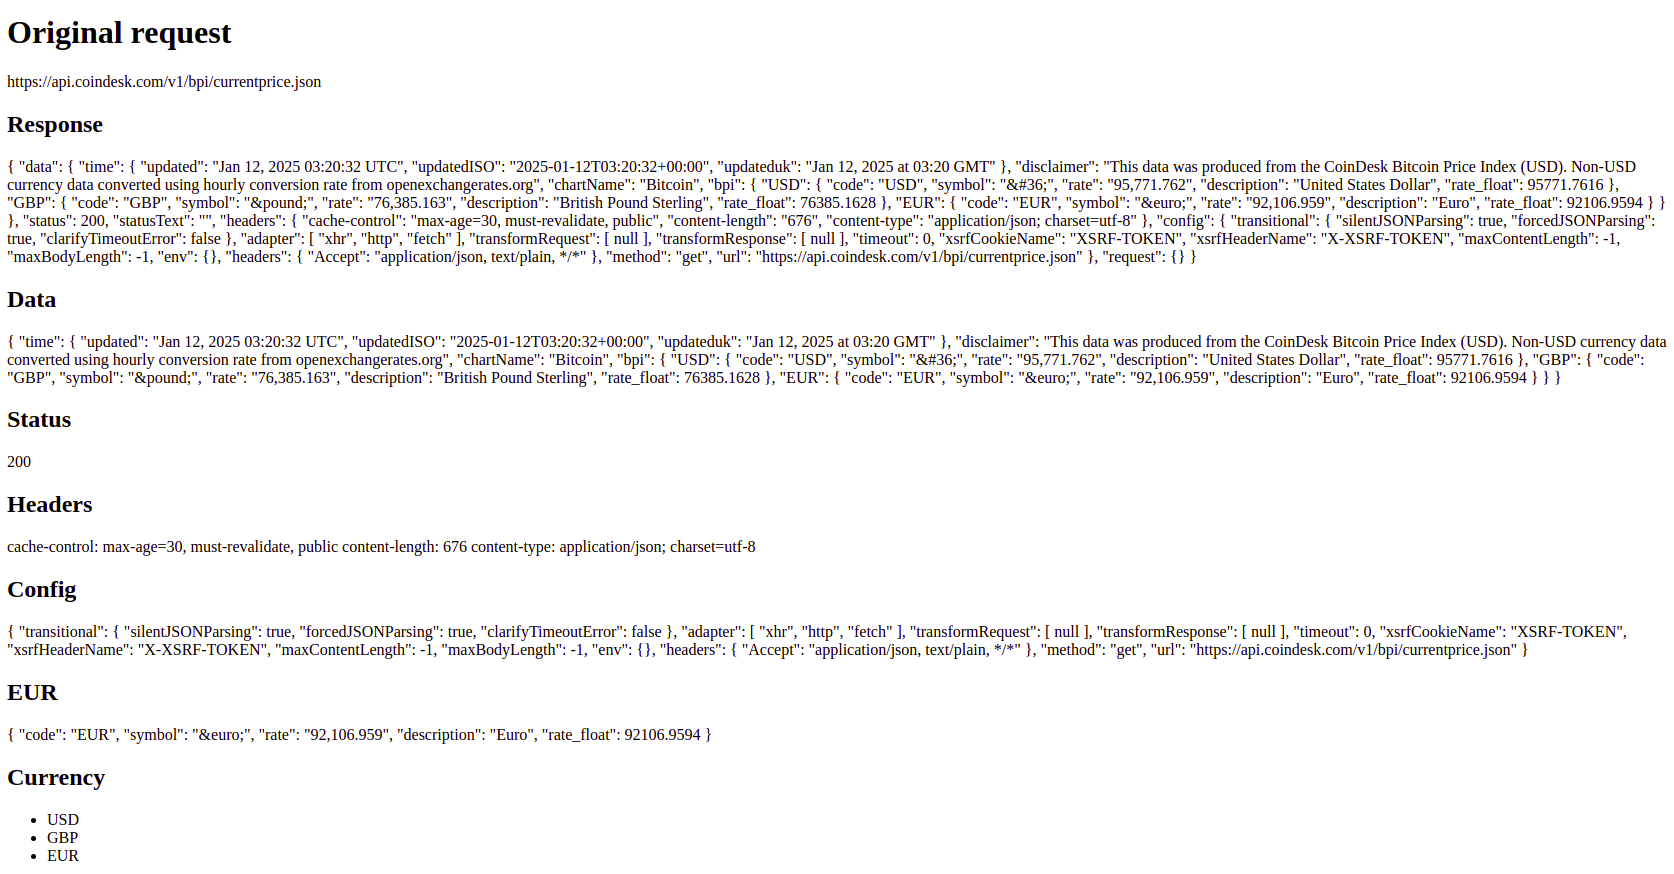 Original request
https://api.coindesk.com/v1/bpi/currentprice.json
Response
{ "data": { "time": { "updated": "Jan 12, 2025 03:20:32 UTC", "updatedISO": "2025-01-12T03:20:32+00:00", "updateduk": "Jan 12, 2025 at 03:20 GMT" }, "disclaimer": "This data was produced from the CoinDesk Bitcoin Price Index (USD). Non-USD
currency data converted using hourly conversion rate from openexchangerates.org", "chartName": "Bitcoin", "bpi": { "USD": { "code": "USD", "symbol": "&#36;", "rate": "95,771.762", "description": "United States Dollar", "rate_float": 95771.7616 },
"GBP": { "code": "GBP", "symbol": "&pound;", "rate": "76,385.163", "description": "British Pound Sterling", "rate_float": 76385.1628 }, "EUR": { "code": "EUR", "symbol": "&euro;", "rate": "92,106.959", "description": "Euro", "rate_float": 92106.9594 } }
}, "status": 200, "statusText": "", "headers": { "cache-control": "max-age=30, must-revalidate, public", "content-length": "676", "content-type": "application/json; charset=utf-8" }, "config": { "transitional": { "silentJSONParsing": true, "forcedJSONParsing":
true, "clarifyTimeoutError": false }, "adapter": [ "xhr", "http", "fetch" ], "transformRequest": [ null ], "transformResponse": [ null ], "timeout": 0, "xsrfCookieName": "XSRF-TOKEN", "xsrfHeaderName": "X-XSRF-TOKEN", "maxContentLength": -1,
"maxBodyLength": -1, "env": {}, "headers": { "Accept": "application/json, text/plain, */*" }, "method": "get", "url": "https://api.coindesk.com/v1/bpi/currentprice.json" }, "request": {} }
Data
{ "time": { "updated": "Jan 12, 2025 03:20:32 UTC", "updatedISO": "2025-01-12T03:20:32+00:00", "updateduk": "Jan 12, 2025 at 03:20 GMT" }, "disclaimer": "This data was produced from the CoinDesk Bitcoin Price Index (USD). Non-USD currency data
converted using hourly conversion rate from openexchangerates.org", "chartName": "Bitcoin", "bpi": { "USD": { "code": "USD", "symbol": "&#36;", "rate": "95,771.762", "description": "United States Dollar", "rate_float": 95771.7616 }, "GBP": { "code":
"GBP", "symbol": "&pound;", "rate": "76,385.163", "description": "British Pound Sterling", "rate_float": 76385.1628 }, "EUR": { "code": "EUR", "symbol": "&euro;", "rate": "92,106.959", "description": "Euro", "rate_float": 92106.9594 } } }
Status
200
Headers
cache-control: max-age=30, must-revalidate, public content-length: 676 content-type: application/json; charset=utf-8
Config
{ "transitional": { "silentJSONParsing": true, "forcedJSONParsing": true, "clarifyTimeoutError": false }, "adapter": [ "xhr", "http", "fetch" ], "transformRequest": [ null ], "transformResponse": [ null ], "timeout": 0, "xsrfCookieName": "XSRF-TOKEN",
"xsrfHeaderName": "X-XSRF-TOKEN", "maxContentLength": -1, "maxBodyLength": -1, "env": {}, "headers": { "Accept": "application/json, text/plain, */*" }, "method": "get", "url": "https://api.coindesk.com/v1/bpi/currentprice.json" }
EUR
{ "code": "EUR", "symbol": "&euro;", "rate": "92,106.959", "description": "Euro", "rate_float": 92106.9594 }
Currency
• USD
• GBP
• EUR